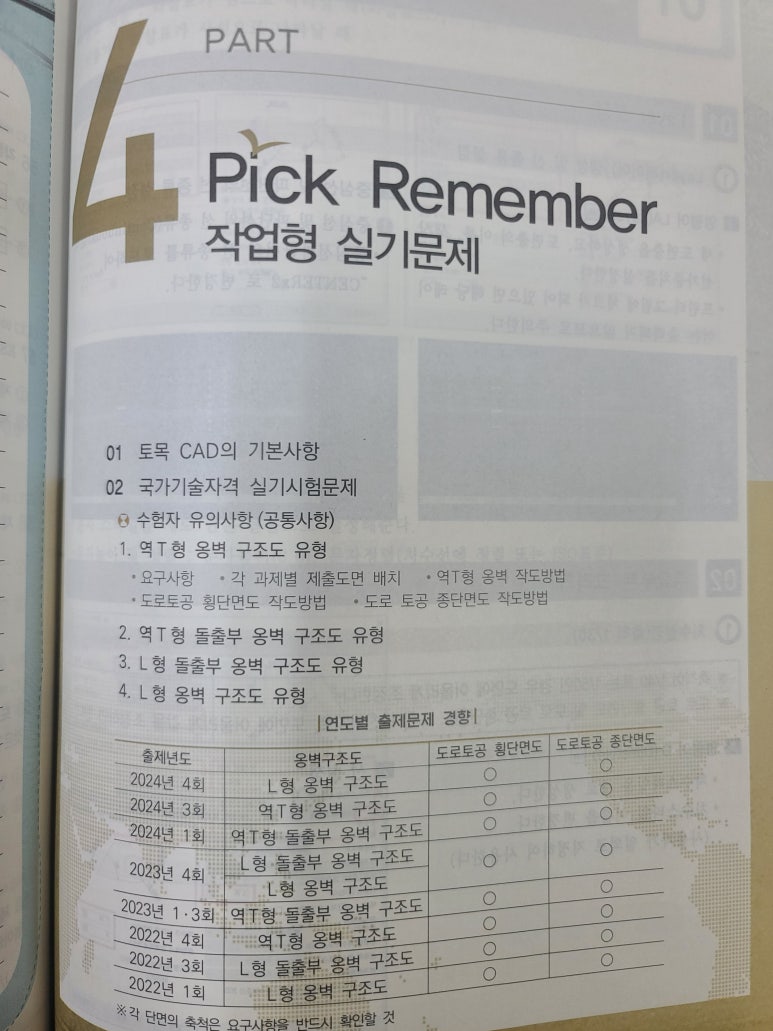 4 PART
Pick Remember
작업형 실기문제
01 토목 CAD의 기본사항
02 국가기술자격 실기시험문제
수험자 유의사항 (공통사항)
1. 역T형 옹벽 구조도 유형
• 요구사항 • 각 과제별 제출도면 배치 • 역T형 옹벽 작도방법
• 도로토공 횡단면도 작도방법 • 도로 토공 종단면도 작도방법
2. 역T형 돌출부 옹벽 구조도 유형
3. L형 돌출부 옹벽 구조도 유형
4. L형 옹벽 구조도 유형
|연도별 출제문제 경향|
출제년도 옹벽구조도 도로토공 횡단면도 도로토공 종단면도
2024년 4회 L형 옹벽 구조도 ○ ○
2024년 3회 역T형 옹벽 구조도 ○ ○
2024년 1회 역T형 돌출부 옹벽 구조도 ○ ○
2023년 4회 L형 돌출부 옹벽 구조도 ○ ○
L형 옹벽 구조도
2023년 1·3회 역T형 돌출부 옹벽 구조도 ○ ○
2022년 4회 역T형 옹벽 구조도 ○ ○
2022년 3회 L형 돌출부 옹벽 구조도 ○ ○
2022년 1회 L형 옹벽 구조도 ○ ○
※ 각 단면의 축척은 요구사항을 반드시 확인할 것